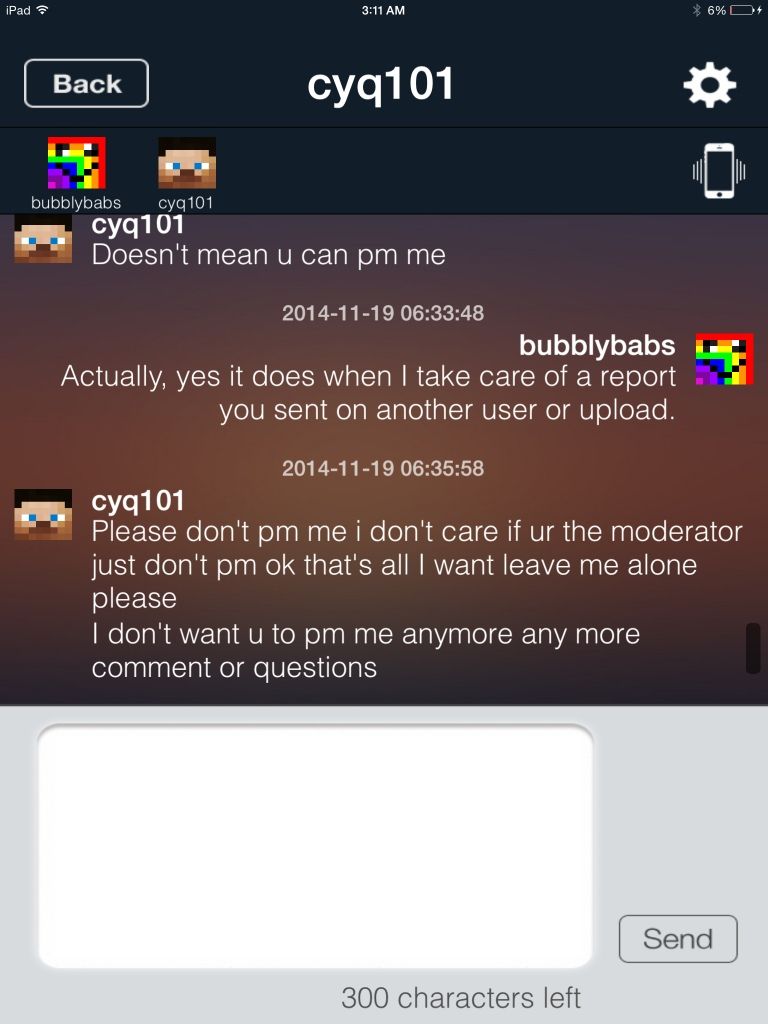 iPad
3:11 AM
6%
Back
cyq101
bubblybabs
cyq101
cyq101
Doesn't mean u can pm me
2014-11-19 06:33:48
bubblybabs
Actually, yes it does when I take care of a report
you sent on another user or upload.
2014-11-19 06:35:58
cyq101
Please don't pm me i don't care if ur the moderator
just don't pm ok that's all I want leave me alone
please
I don't want u to pm me anymore any more
comment or questions
Send
300 characters left